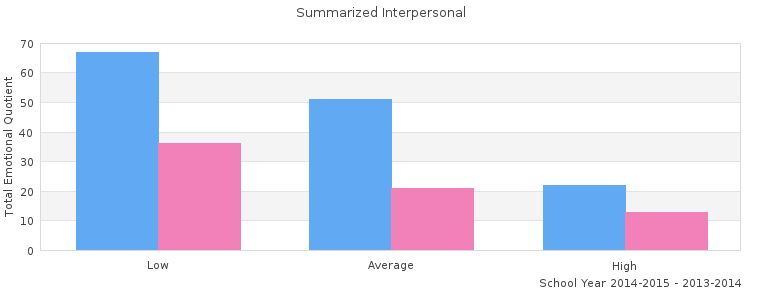 Summarized Interpersonal
Total Emotional Quotient
70
60
50
40
30
20
10
0
Low
Average
High
School Year 2014-2015 - 2013-2014